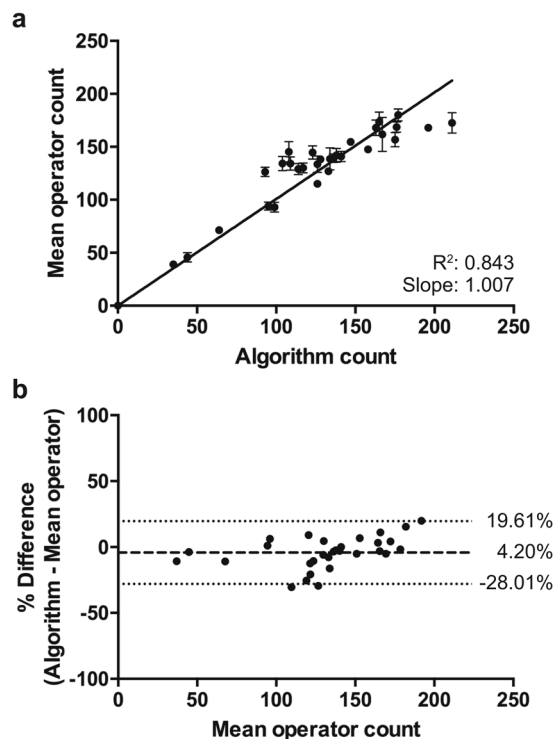 a
250
200
150
100
50
0
Mean operator count
R²: 0.843
Slope: 1.007
0 50 100 150 200 250
Algorithm count
b
100
50
0
-50
-100
% Difference
(Algorithm - Mean operator)
19.61%
4.20%
-28.01%
0 50 100 150 200 250
Mean operator count